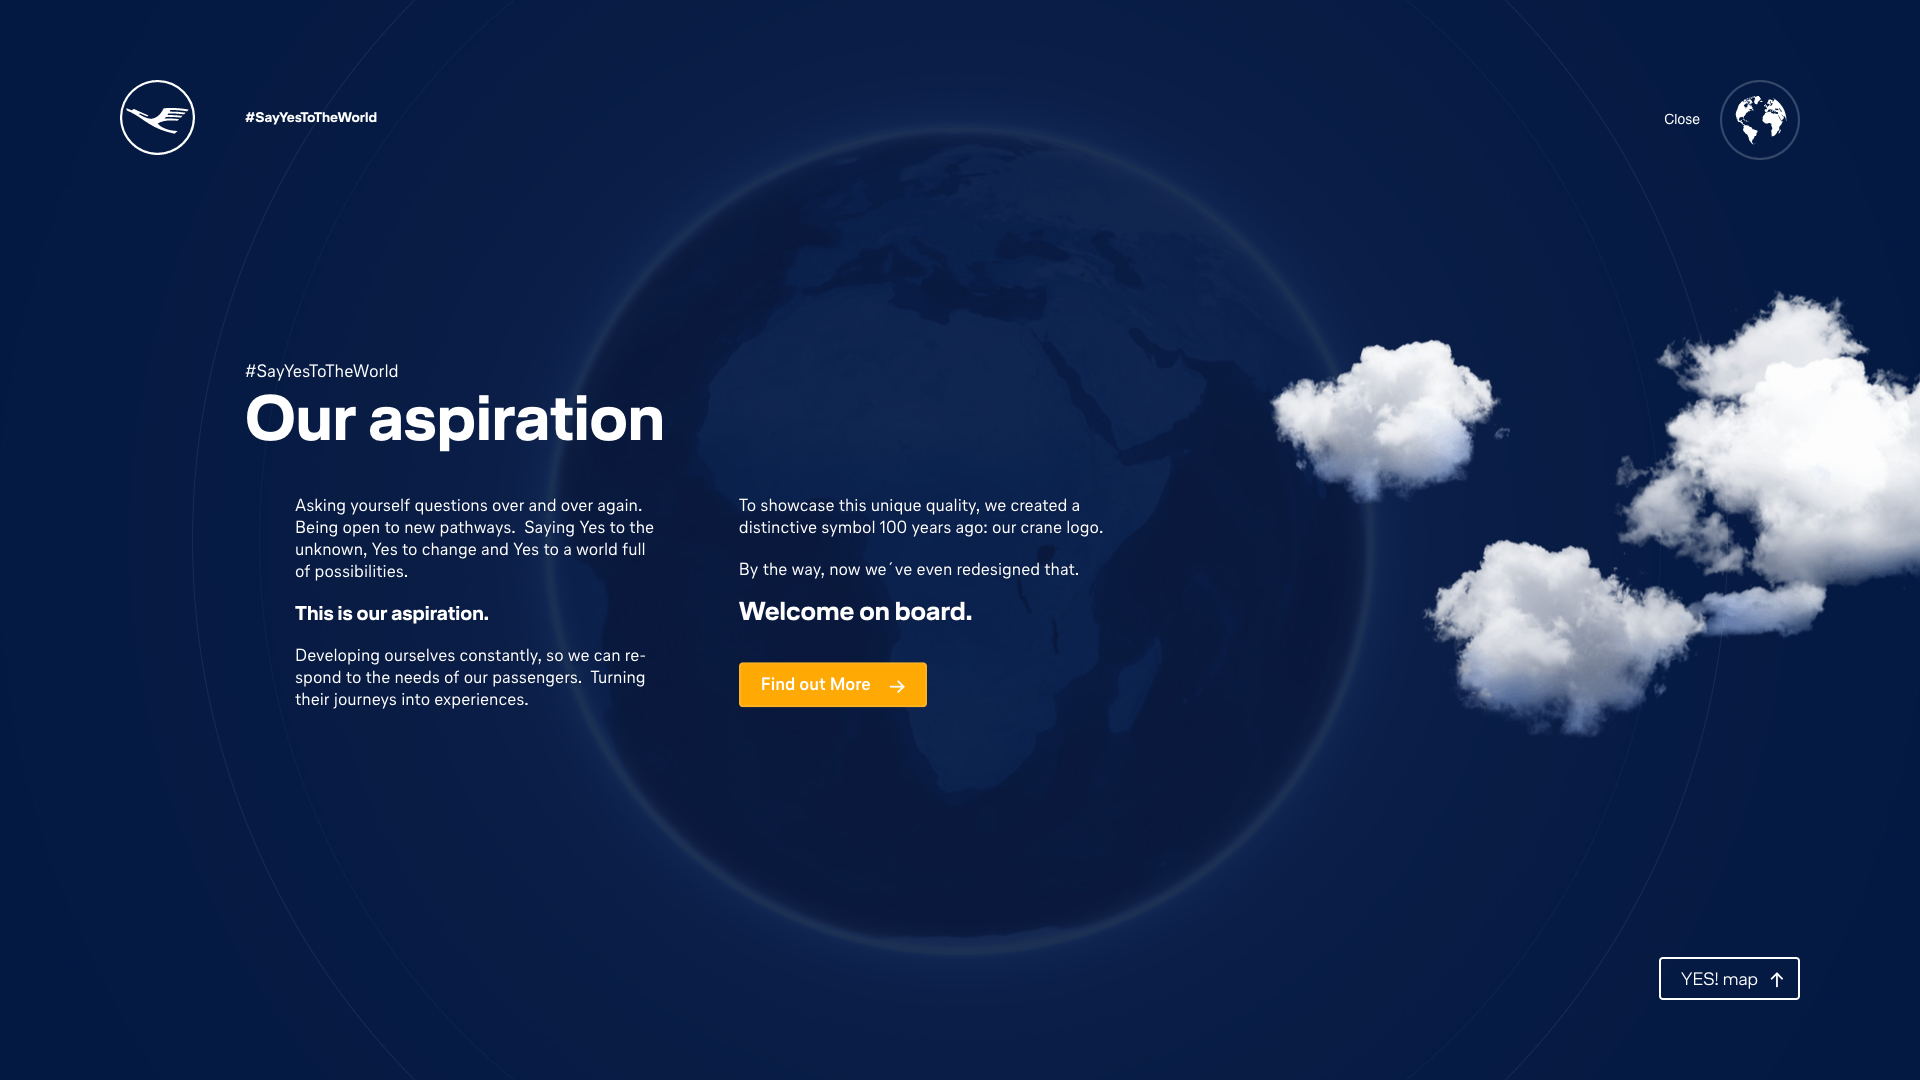 #SayYesToTheWorld
Close
#SayYesToTheWorld
Our aspiration
Asking yourself questions over and over again.
Being open to new pathways.  Saying Yes to the
unknown, Yes to change and Yes to a world full
of possibilities.
This is our aspiration.
Developing ourselves constantly, so we can re-
spond to the needs of our passengers.  Turning
their journeys into experiences.
To showcase this unique quality, we created a
distinctive symbol 100 years ago: our crane logo.
By the way, now we´ve even redesigned that.
Welcome on board.
Find out More →
YES! map ↑